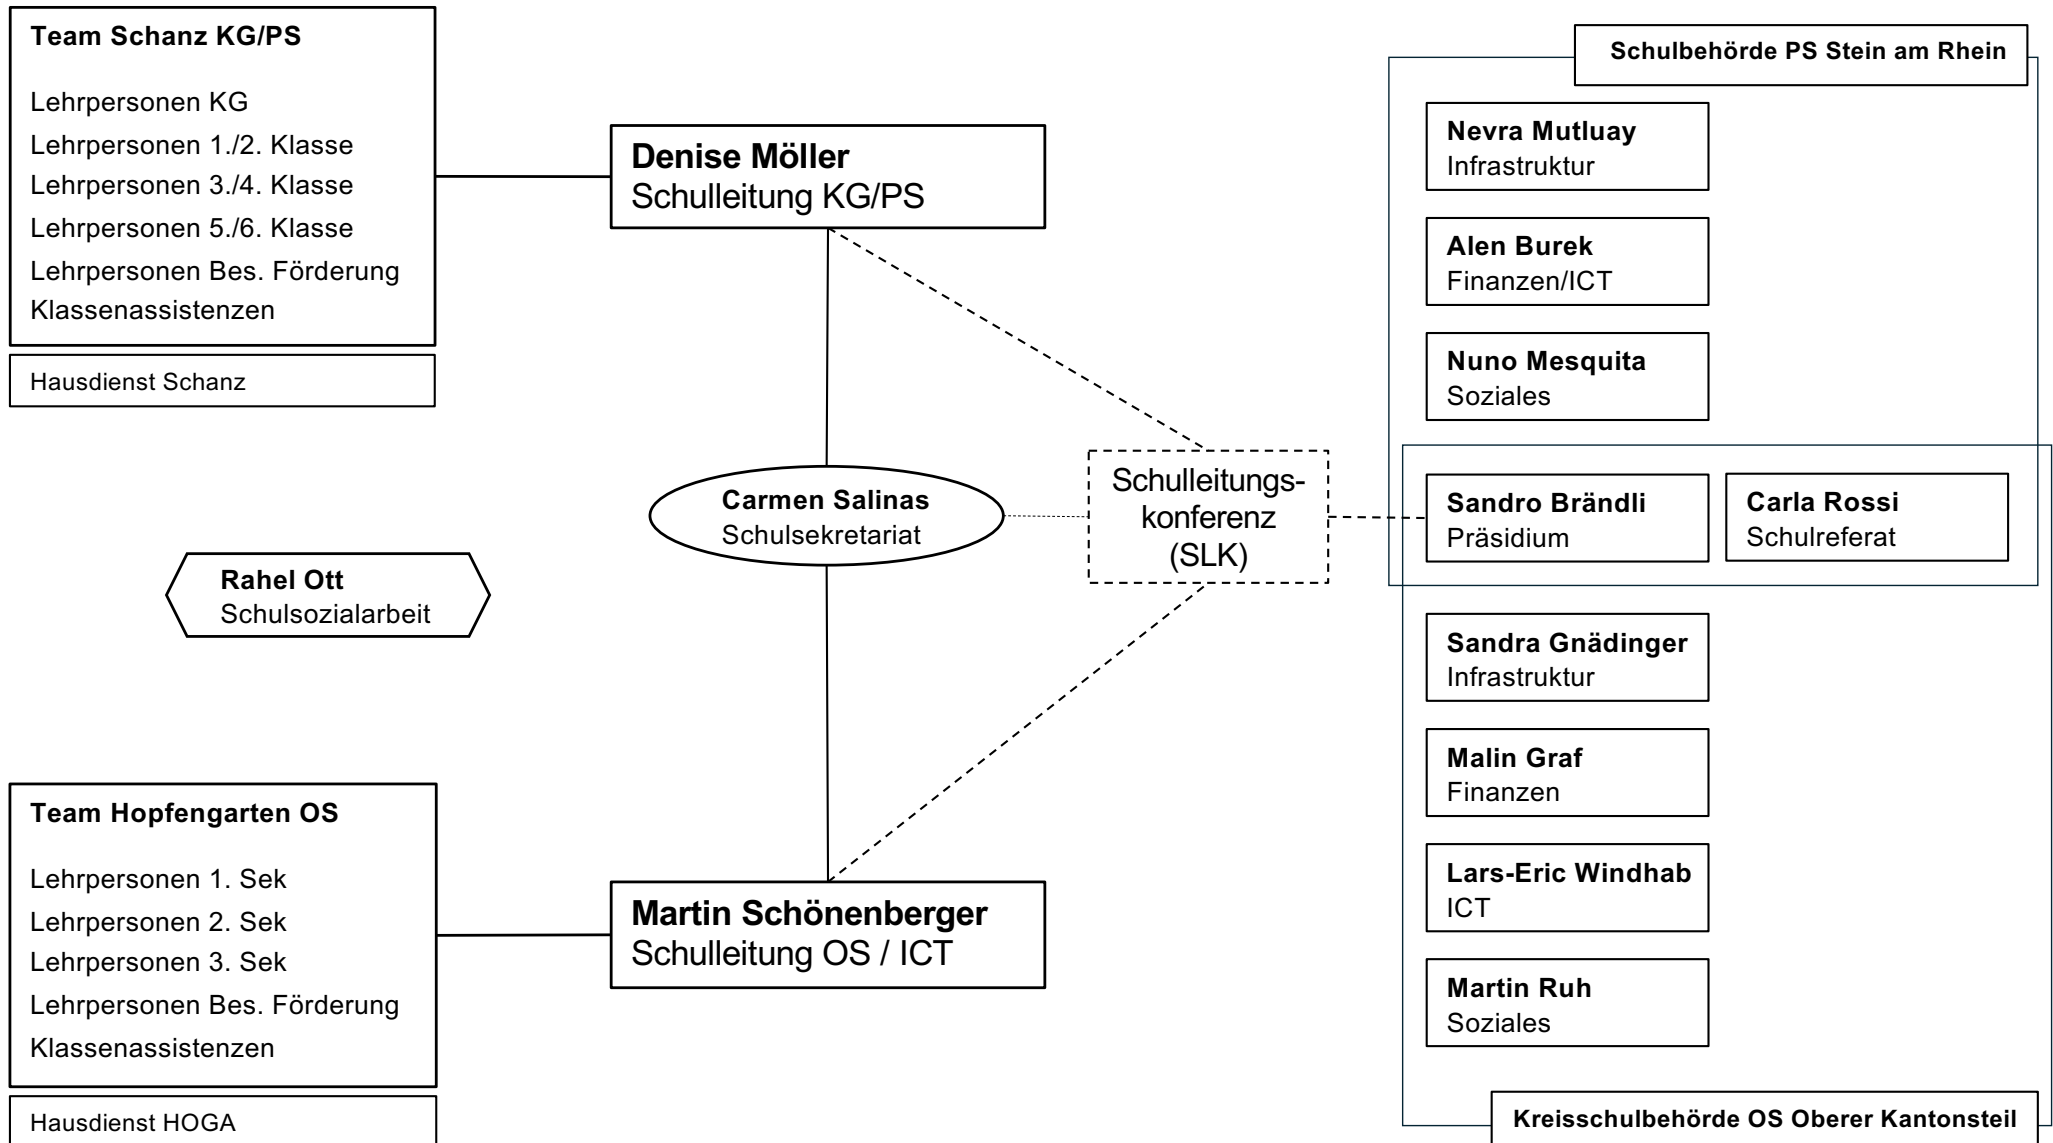 Team Schanz KG/PS
Lehrpersonen KG
Lehrpersonen 1./2. Klasse
Lehrpersonen 3./4. Klasse
Lehrpersonen 5./6. Klasse
Lehrpersonen Bes. Förderung
Klassenassistenzen
Hausdienst Schanz
Denise Möller
Schulleitung KG/PS
Carmen Salinas
Schulsekretariat
Rahel Ott
Schulsozialarbeit
Team Hopfengarten OS
Lehrpersonen 1. Sek
Lehrpersonen 2. Sek
Lehrpersonen 3. Sek
Lehrpersonen Bes. Förderung
Klassenassistenzen
Hausdienst HOGA
Martin Schönenberger
Schulleitung OS / ICT
Schulleitungs-
konferenz
(SLK)
Schulbehörde PS Stein am Rhein
Nevra Mutluay
Infrastruktur
Alen Burek
Finanzen/ICT
Nuno Mesquita
Soziales
Sandro Brändli
Präsidium
Carla Rossi
Schulreferat
Sandra Gnädinger
Infrastruktur
Malin Graf
Finanzen
Lars-Eric Windhab
ICT
Martin Ruh
Soziales
Kreisschulbehörde OS Oberer Kantonsteil